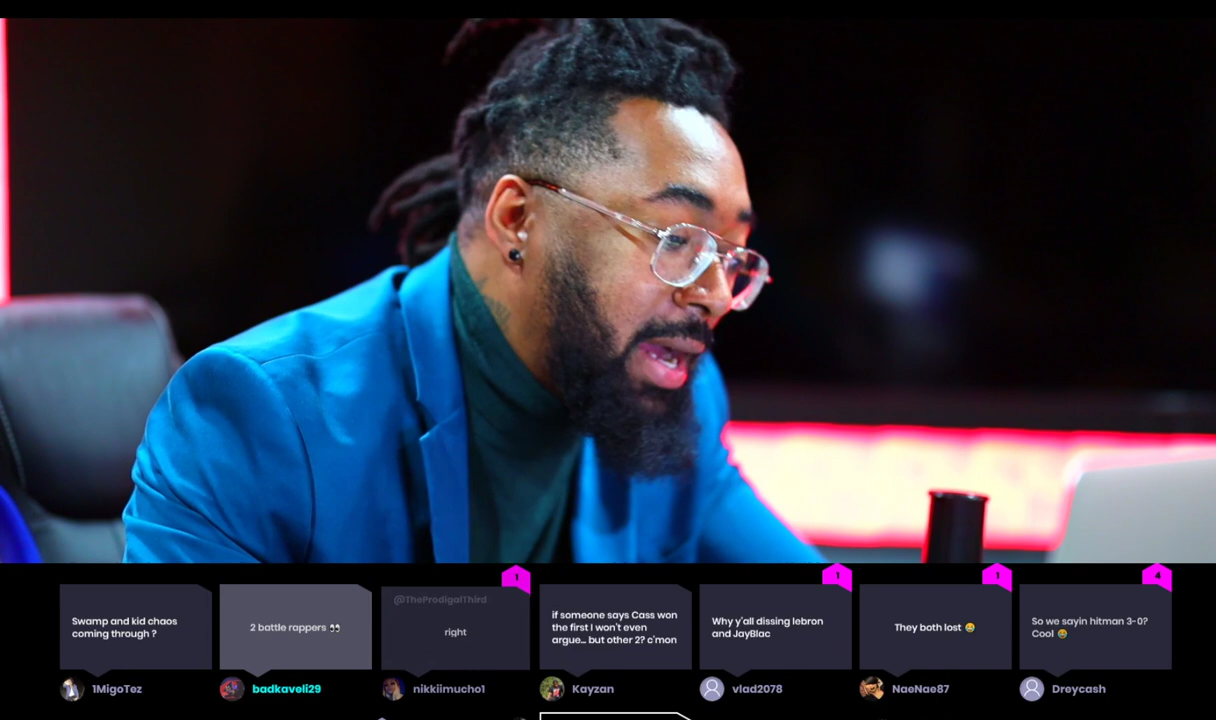 1
1
1
4
Swamp and kid chaos
coming through ?
2 battle rappers 👀
@TheProdigalThird
right
if someone says Cass won
the first I won't even
argue... but other 2? c'mon
Why y'all dissing lebron
and JayBlac
They both lost 😭
So we sayin hitman 3-0?
Cool 😭
1MigoTez
badkaveli29
nikkiimucho1
Kayzan
vlad2078
NaeNae87
Dreycash